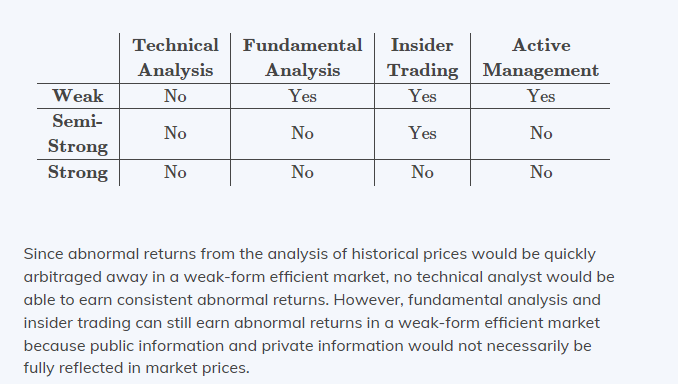 Technical Fundamental Insider Active
Analysis Analysis Trading Management
Weak No Yes Yes Yes
Semi-
Strong No No Yes No
Strong No No No No
Since abnormal returns from the analysis of historical prices would be quickly
arbitraged away in a weak-form efficient market, no technical analyst would be
able to earn consistent abnormal returns. However, fundamental analysis and
insider trading can still earn abnormal returns in a weak-form efficient market
because public information and private information would not necessarily be
fully reflected in market prices.